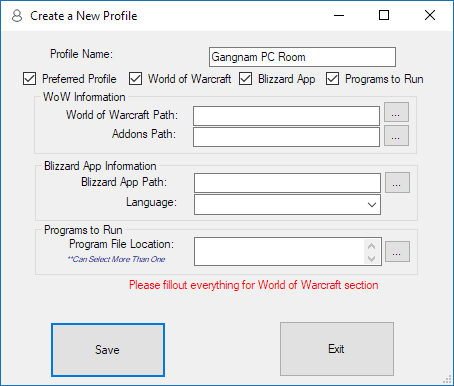 Create a New Profile
Profile Name:
Gangnam PC Room
Preferred Profile World of Warcraft Blizzard App Programs to Run
WoW Information
World of Warcraft Path:
...
Addons Path:
...
Blizzard App Information
Blizzard App Path:
...
Language:
Programs to Run
Program File Location:
...
**Can Select More Than One
Please fillout everything for World of Warcraft section
Save Exit